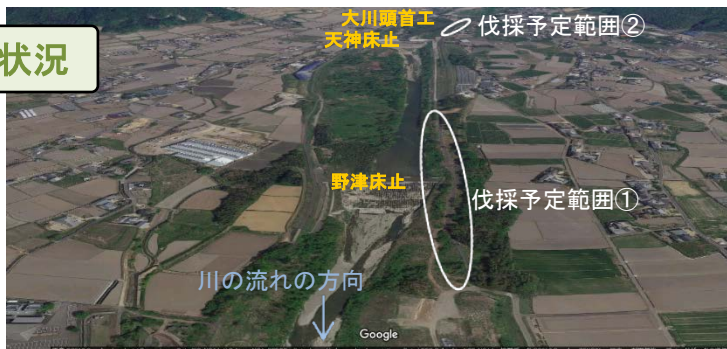 状況
大川頭首工
天神床止
伐採予定範囲②
野津床止
伐採予定範囲①
川の流れの方向
Google